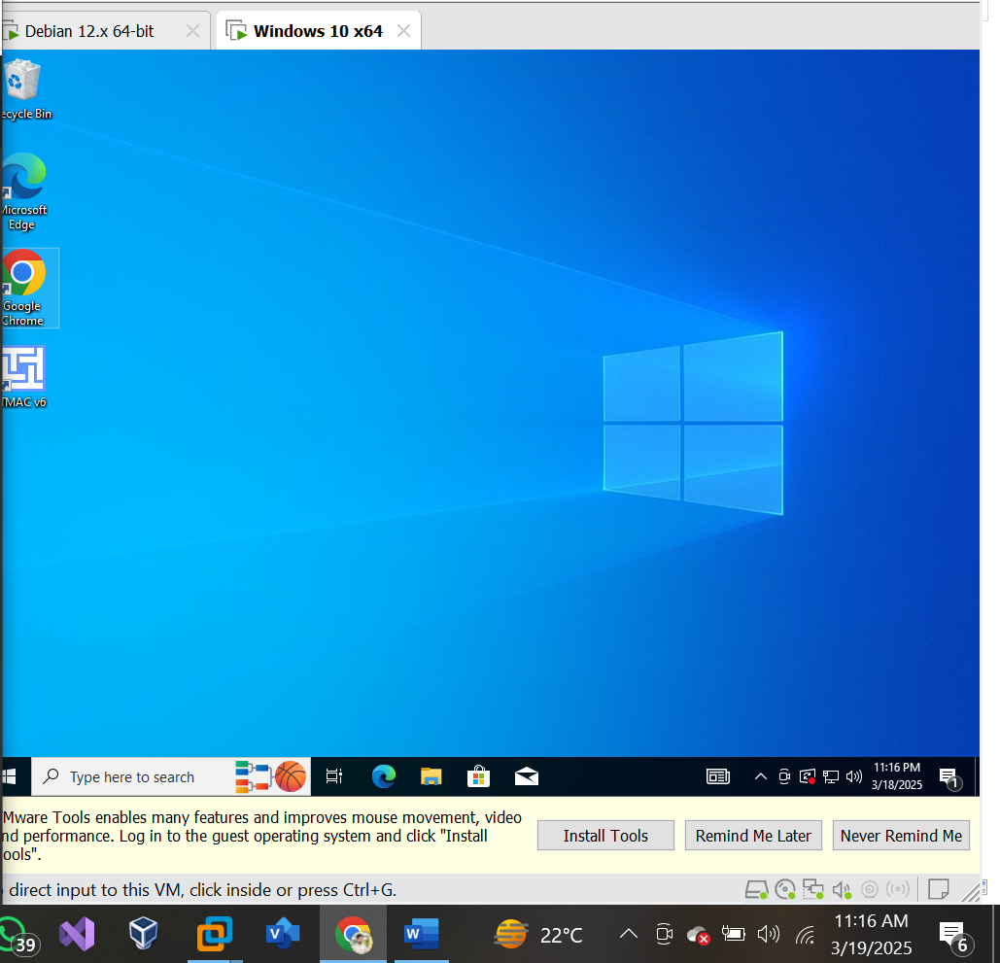 Debian 12.x 64-bit
Windows 10 x64
ecycle Bin
Microsoft
Edge
Google
Chrome
TMAC v6
Type here to search
11:16 PM
3/18/2025
1
Mware Tools enables many features and improves mouse movement, video
nd performance. Log in to the guest operating system and click "Install
ools".
Install Tools
Remind Me Later
Never Remind Me
direct input to this VM, click inside or press Ctrl+G.
39
V
W
22°C
11:16 AM
3/19/2025
6